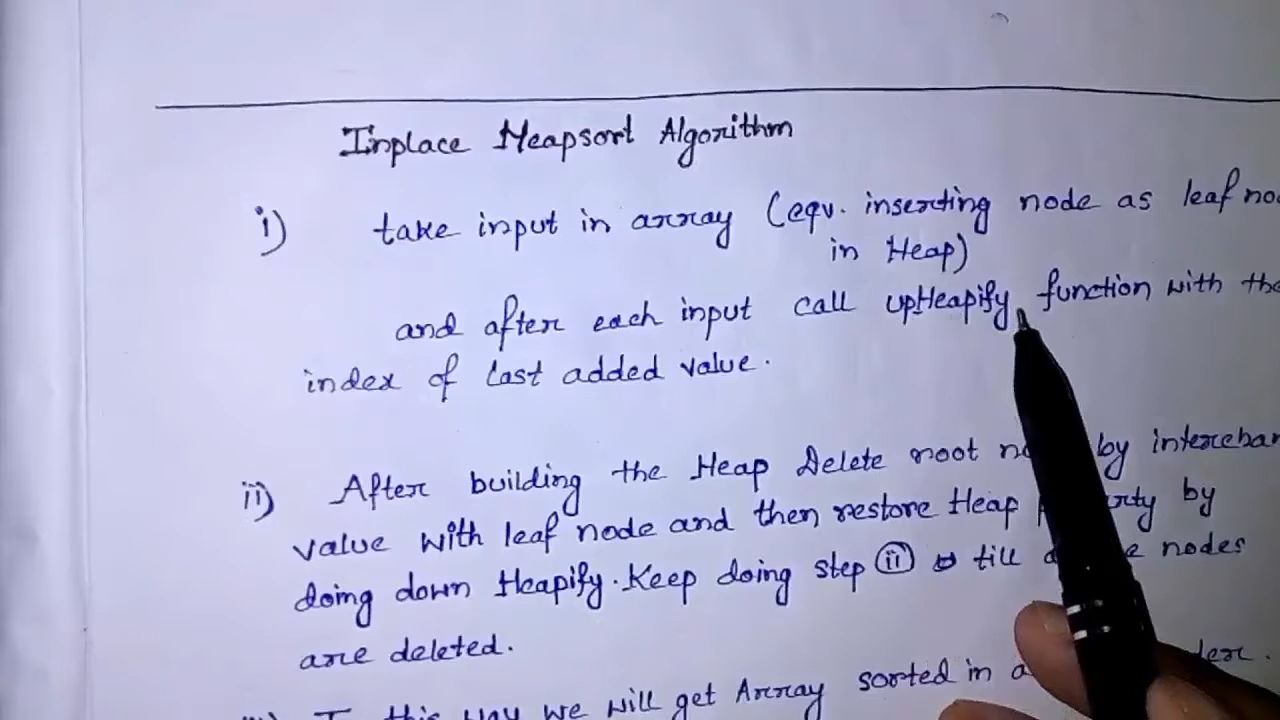 Inplace Heapsort Algorithm
i) take input in array (eqv. inserting node as leaf
in Heap)
and after each input call upHeapify function with the
index of last added value.
ii) After building the Heap Delete root by
value with leaf node and then restore Heap by
doing down Heapify. Keep doing step (ii) till nodes
are deleted.
this way we will get Array sorted in